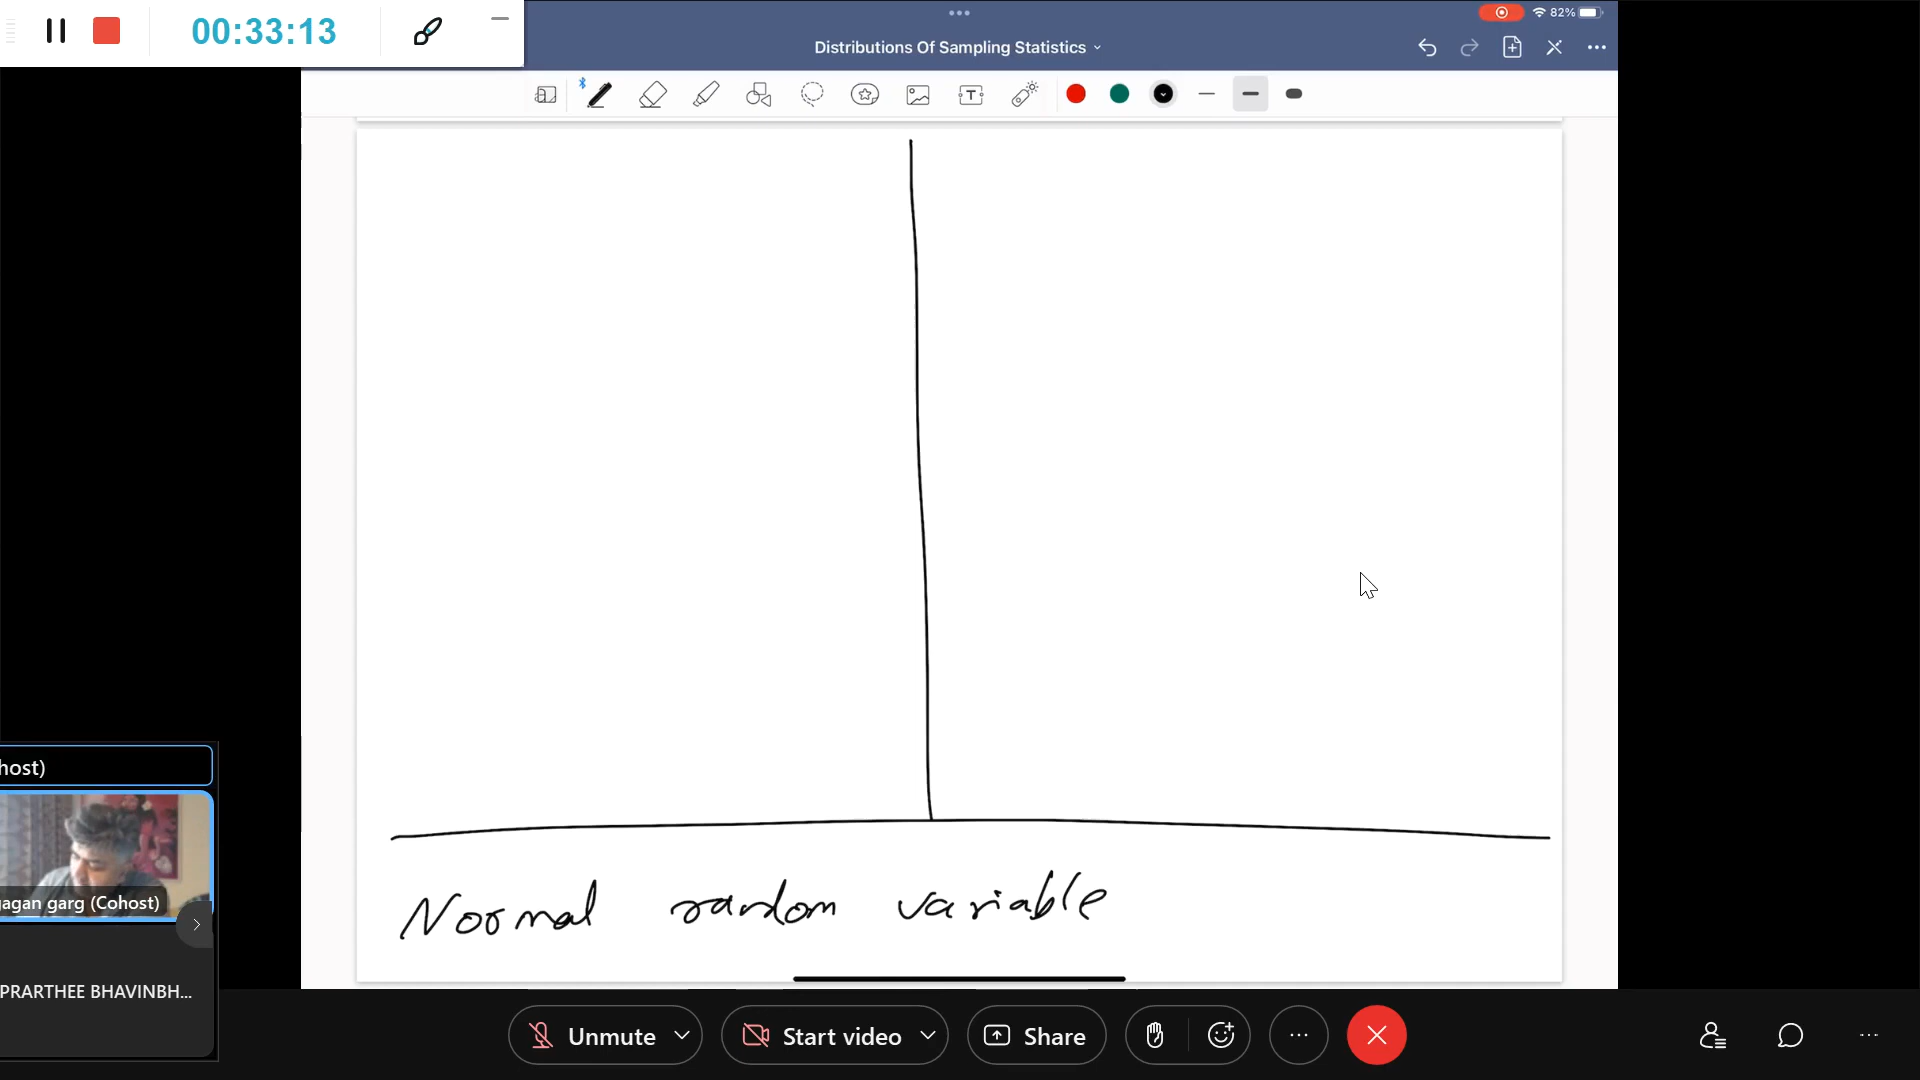 00:33:13
82%
Distributions Of Sampling Statistics
Normal random variable
host)
agan garg (Cohost)
PRARTHEE BHAVINBH...
Unmute
Start video
Share